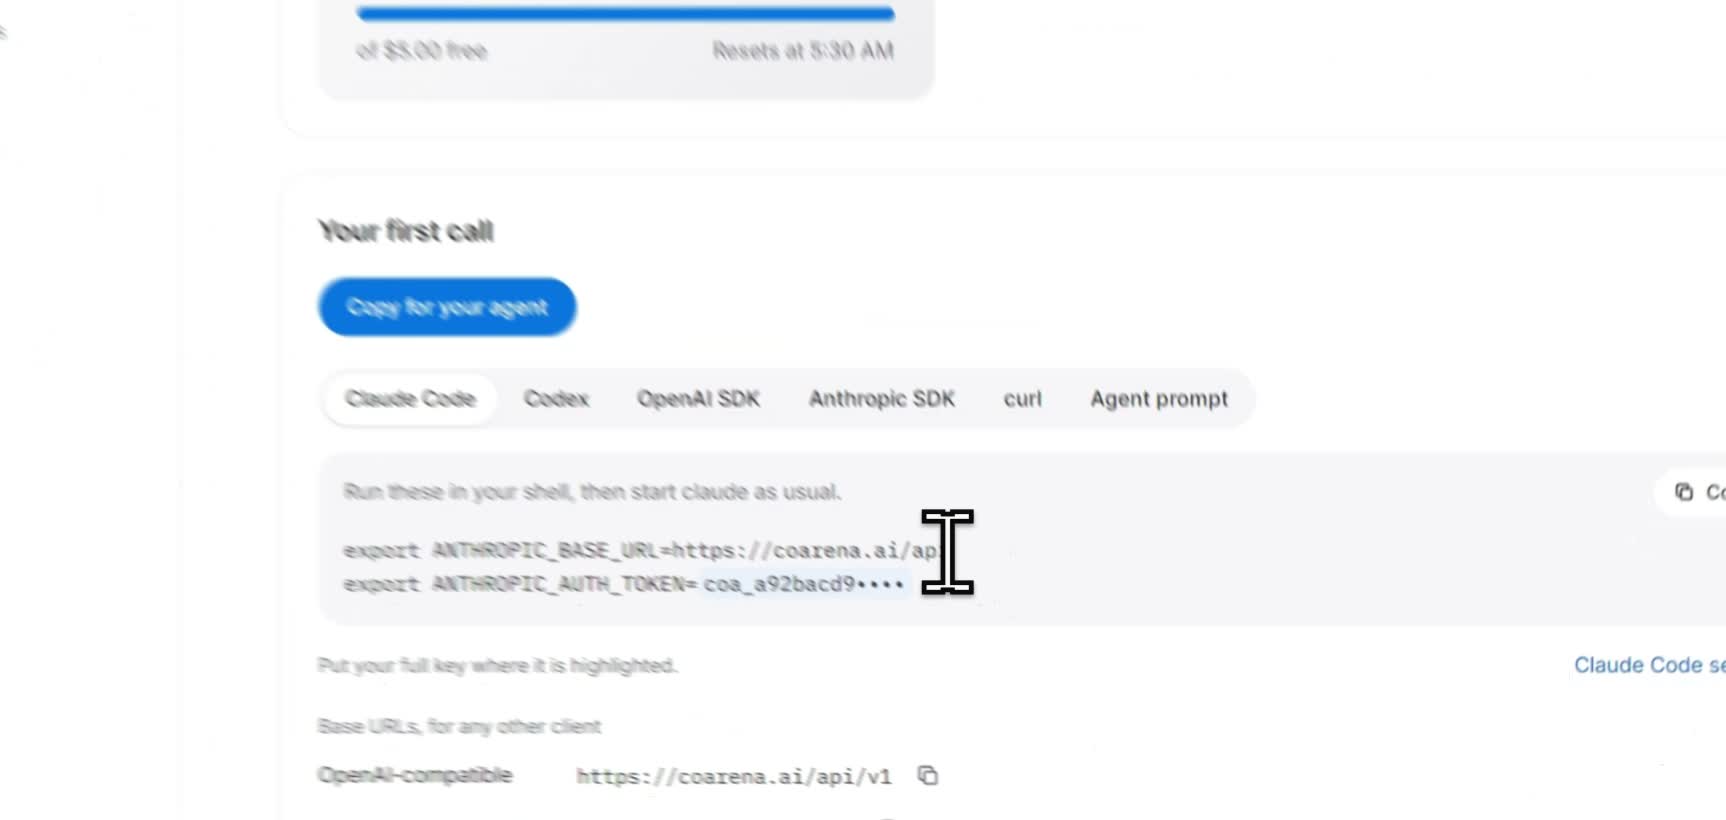 of $5.00 free
Resets at 5:30 AM
Your first call
Copy for your agent
Claude Code Codex OpenAI SDK Anthropic SDK curl Agent prompt
Run these in your shell, then start claude as usual.
export ANTHROPIC_BASE_URL=https://coarena.ai/ap
export ANTHROPIC_AUTH_TOKEN=coa_a92bacd9••••
Put your full key where it is highlighted.
Claude Code
Base URLs, for any other client
OpenAI-compatible https://coarena.ai/api/v1